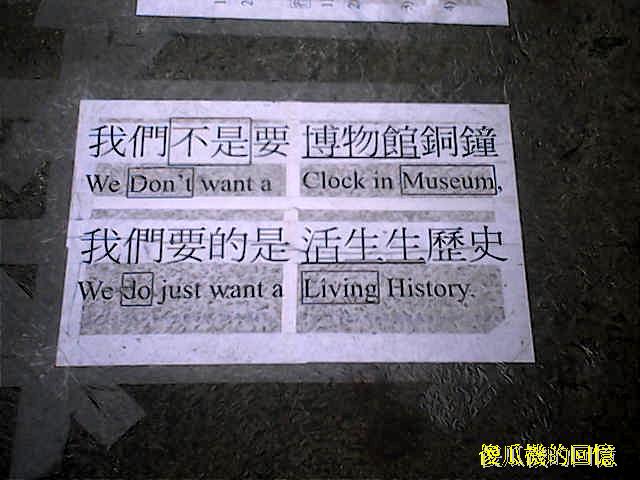 我們不是要 博物館銅鐘
We Don't want a Clock in Museum,
我們要的是 活生生歷史
We do just want a Living History.
傻瓜機的回憶